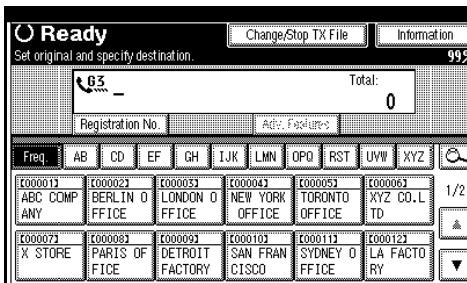 Ready
Change/Stop TX File
Information
Set original and specify destination.
99%
G3 _
Total:
0
Registration No.
Adv. Features
Freq. AB CD EF GH IJK LMN OPQ RST UVW XYZ
[00001] [00002] [00003] [00004] [00005] [00006]
ABC COMP BERLIN O LONDON O NEW YORK TORONTO XYZ CO.L
ANY FFICE FFICE OFFICE OFFICE TD
1/2
[00007] [00008] [00009] [00010] [00011] [00012]
X STORE PARIS OF DETROIT SAN FRAN SYDNEY O LA FACTO
FICE FACTORY CISCO FFICE RY